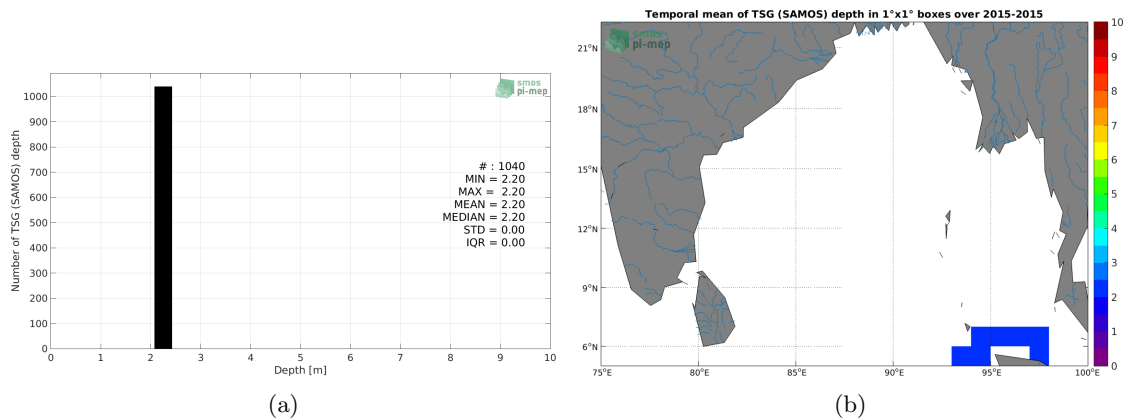 smos
pi-mep
1000
900
800
700
600
500
400
300
200
100
0
Number of TSG (SAMOS) depth
# : 1040
MIN = 2.20
MAX = 2.20
MEAN = 2.20
MEDIAN = 2.20
STD = 0.00
IQR = 0.00
0 1 2 3 4 5 6 7 8 9 10
Depth [m]
(a)
Temporal mean of TSG (SAMOS) depth in 1°x1° boxes over 2015-2015
smos
pi-mep
21°N
18°N
15°N
12°N
9°N
6°N
75°E 80°E 85°E 90°E 95°E 100°E
10
9
8
7
6
5
4
3
2
1
0
(b)